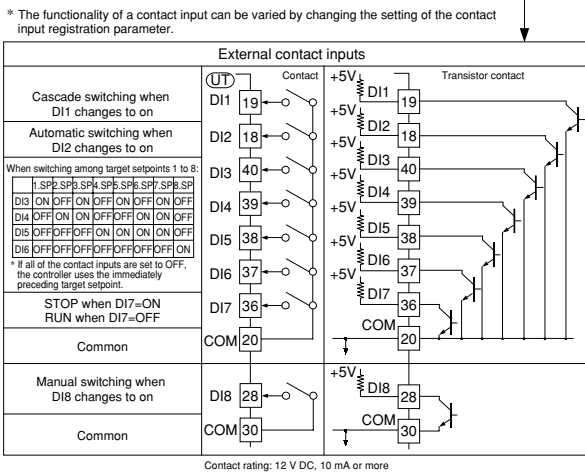 * The functionality of a contact input can be varied by changing the setting of the contact
input registration parameter.
External contact inputs
Cascade switching when
DI1 changes to on
Automatic switching when
DI2 changes to on
When switching among target setpoints 1 to 8:
1.SP 2.SP 3.SP 4.SP 5.SP 6.SP 7.SP 8.SP
DI3 ON OFF ON OFF ON OFF ON OFF
DI4 OFF ON ON OFF OFF ON ON OFF
DI5 OFF OFF OFF ON ON ON ON OFF
DI6 OFF OFF OFF OFF OFF OFF OFF ON
* If all of the contact inputs are set to OFF,
the controller uses the immediately
preceding target setpoint.
STOP when DI7=ON
RUN when DI7=OFF
Common
Manual switching when
DI8 changes to on
Common
UT Contact
DI1 19
DI2 18
DI3 40
DI4 39
DI5 38
DI6 37
DI7 36
COM 20
DI8 28
COM 30
Transistor contact
+5V DI1 19
+5V DI2 18
+5V DI3 40
+5V DI4 39
+5V DI5 38
+5V DI6 37
+5V DI7 36
COM 20
+5V DI8 28
COM 30
Contact rating: 12 V DC, 10 mA or more